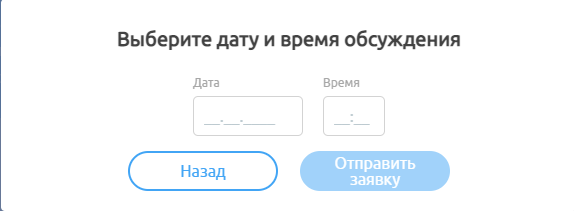 Выберите дату и время обсуждения
Дата Время
__.__.____ __:__
Назад Отправить
заявку